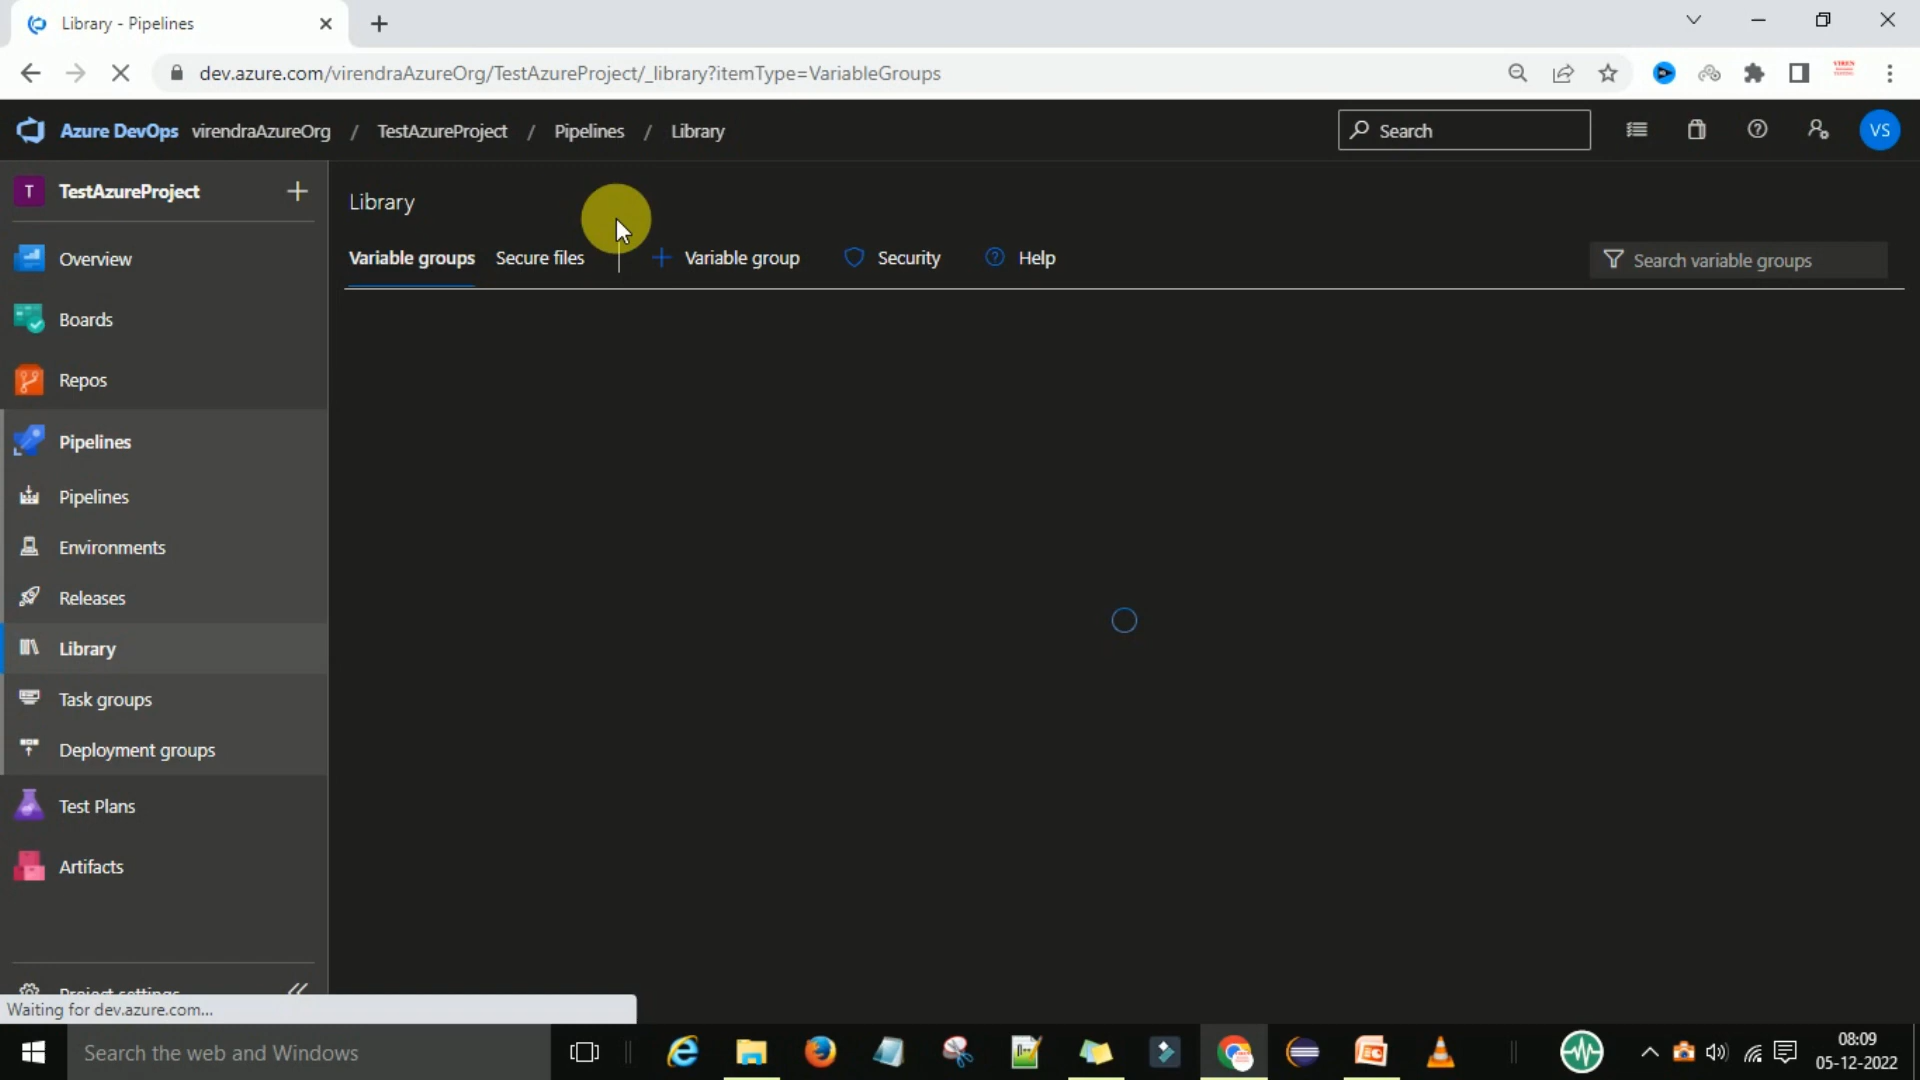 Library - Pipelines
dev.azure.com/virendraAzureOrg/TestAzureProject/_library?itemType=VariableGroups
VIREN
Azure DevOps virendraAzureOrg / TestAzureProject / Pipelines / Library
Search
VS
T TestAzureProject
Library
Variable groups Secure files Variable group Security Help
Search variable groups
Overview
Boards
Repos
Pipelines
Pipelines
Environments
Releases
Library
Task groups
Deployment groups
Test Plans
Artifacts
Project settings
Waiting for dev.azure.com...
Search the web and Windows
08:09
05-12-2022